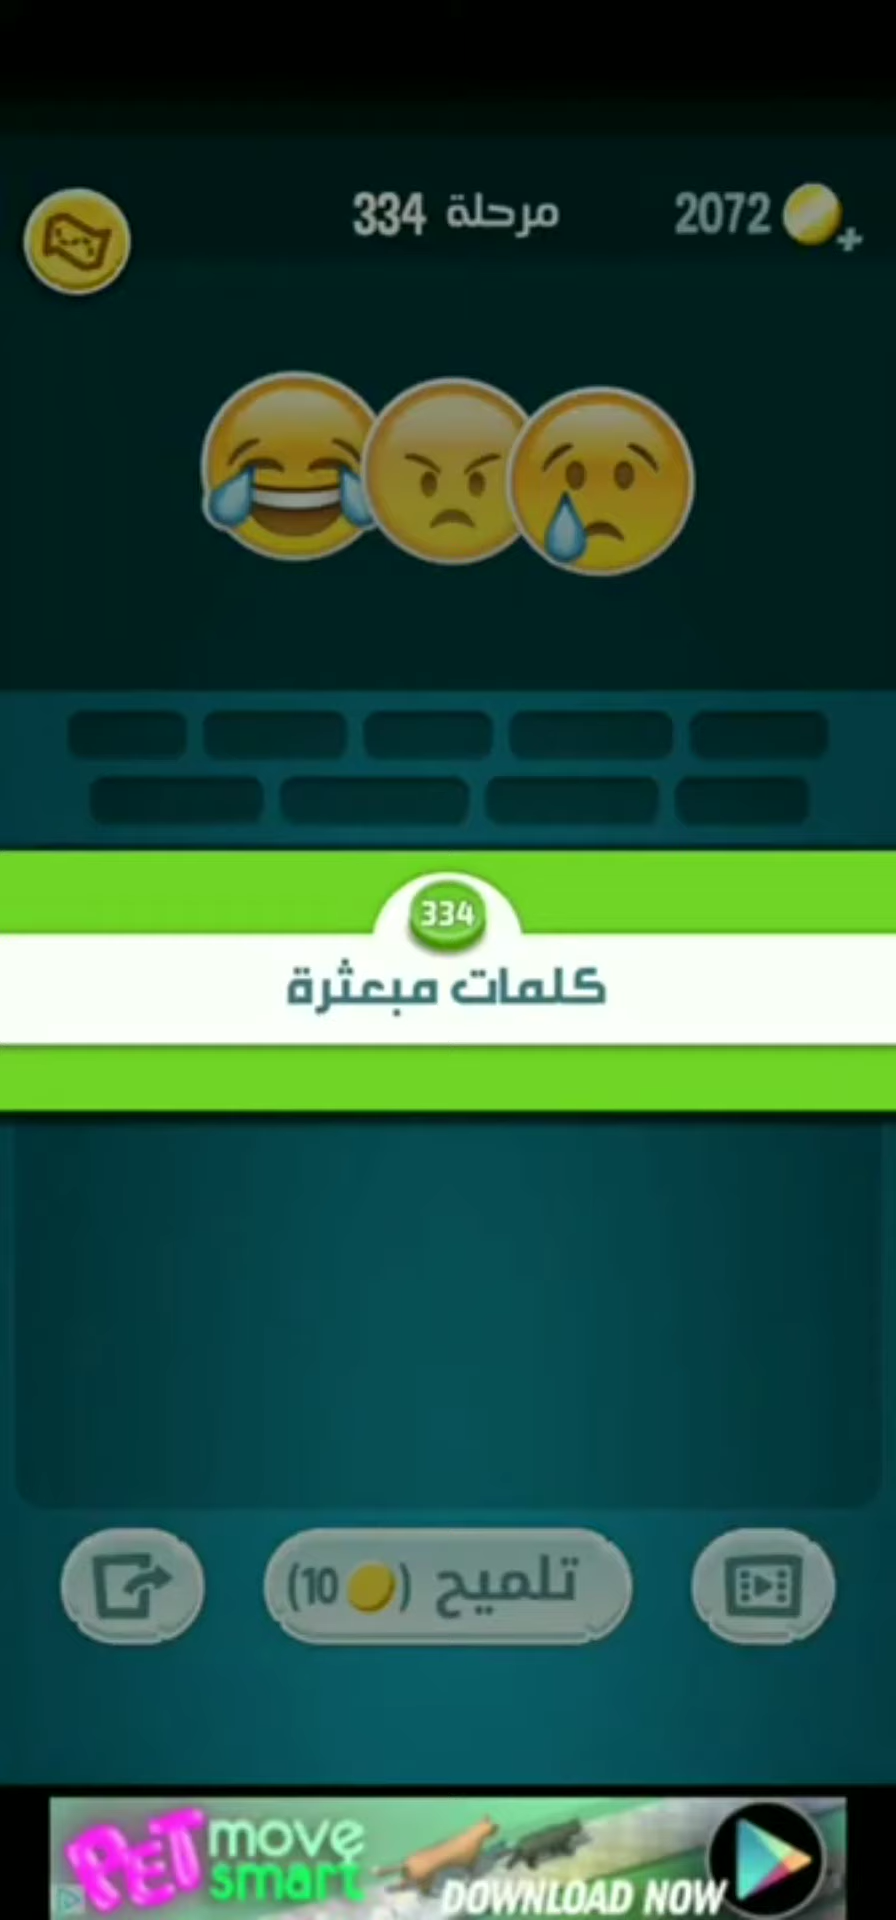 مرحلة 334
2072
334
كلمات مبعثرة
تلميح (10)
PET move smart
DOWNLOAD NOW